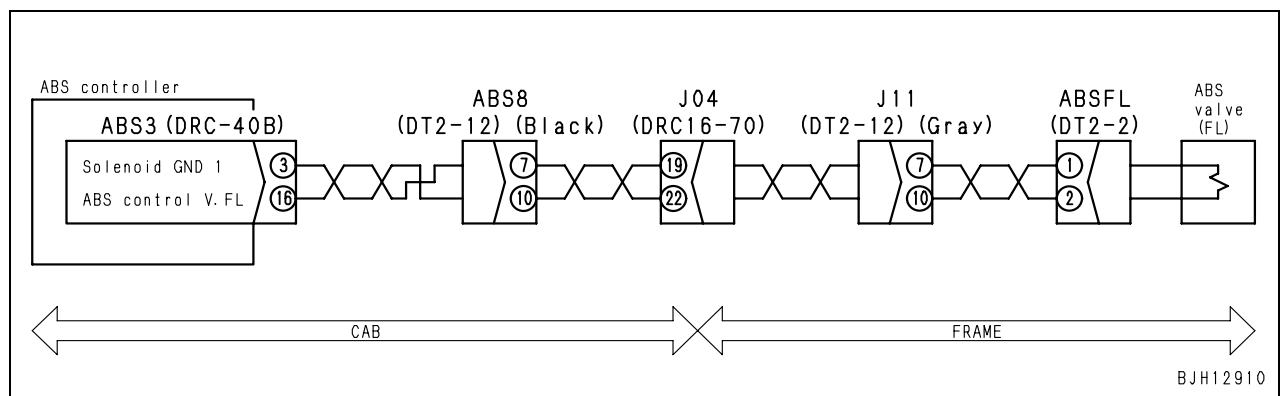 ABS controller
ABS3 (DRC-40B)
Solenoid GND 1
ABS control V. FL
3
16
ABS8
(DT2-12) (Black)
7
10
J04
(DRC16-70)
19
22
J11
(DT2-12) (Gray)
7
10
ABSFL
(DT2-2)
1
2
ABS
valve
(FL)
CAB
FRAME
BJH12910